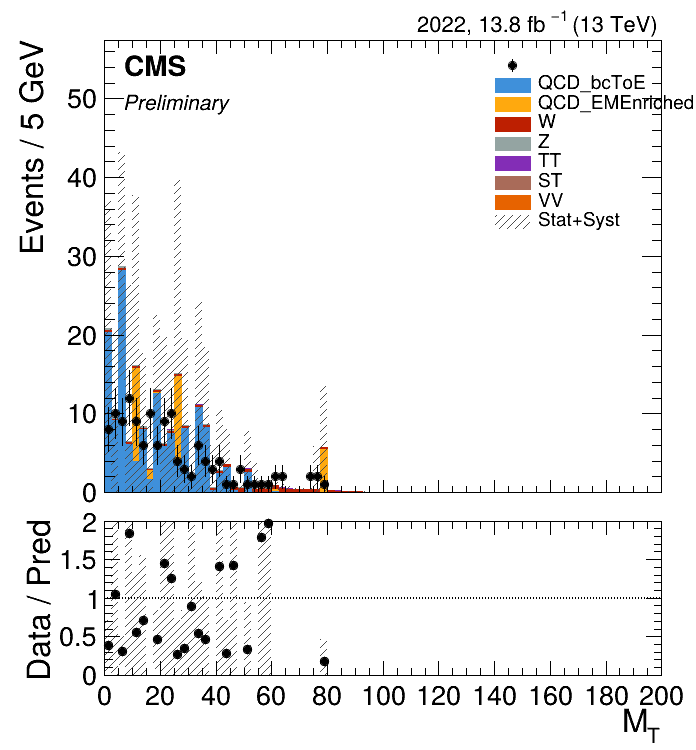 2022, 13.8 fb⁻¹ (13 TeV)
CMS
Preliminary
QCD_bcToE
QCD_EMEnriched
W
Z
TT
ST
VV
Stat+Syst
Events / 5 GeV
50
40
30
20
10
0
Data / Pred
2
1.5
1
0.5
0
0 20 40 60 80 100 120 140 160 180 200
M_T